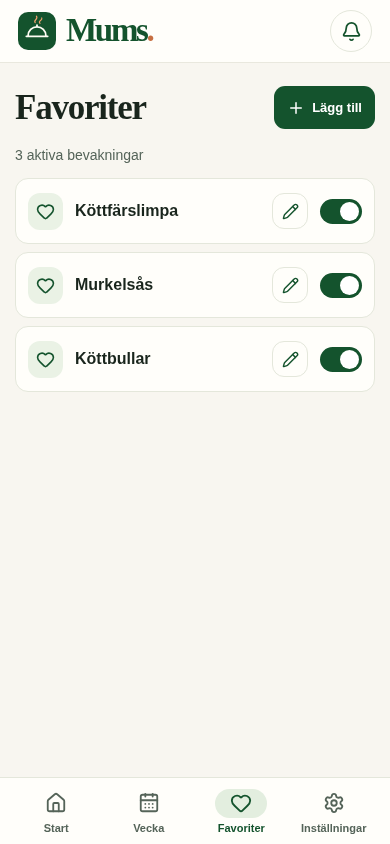 Mums.
Favoriter
Lägg till
3 aktiva bevakningar
Köttfärslimpa
Murkelsås
Köttbullar
Start
Vecka
Favoriter
Inställningar